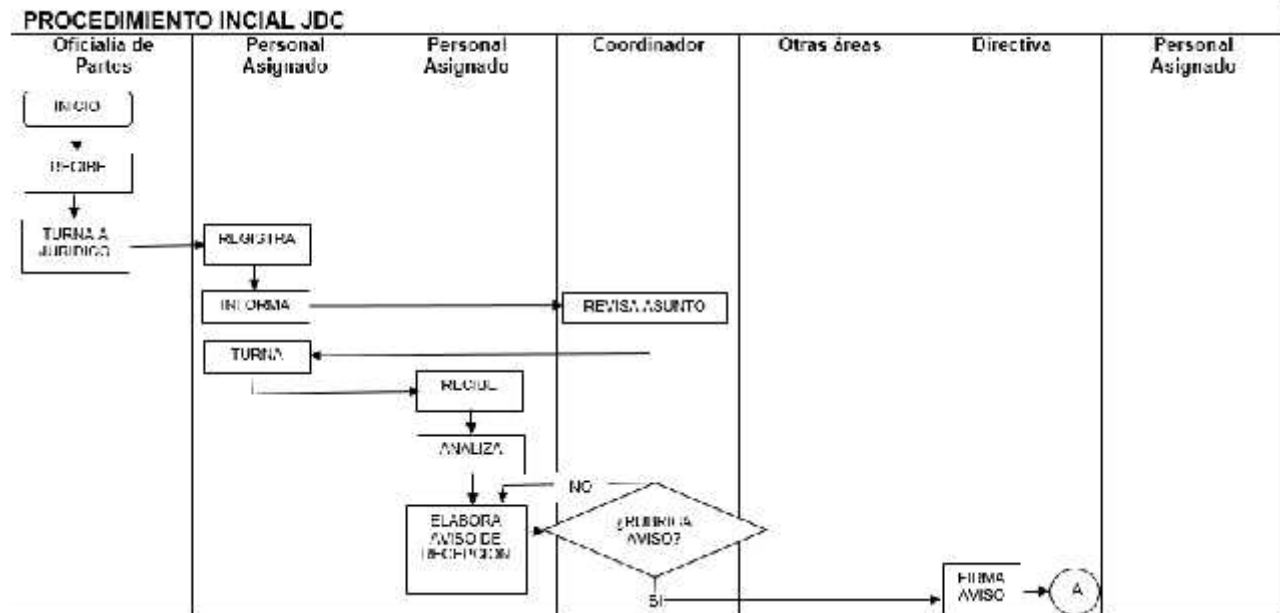 PROCEDIMIENTO INCIAL JDC
Oficialia de
Partes
Personal
Asignado
Personal
Asignado
Coordinador
Otras áreas
Directiva
Personal
Asignado
INICIO
RECIBE
TURNA A
JURIDICO
REGISTRA
INFORMA
REVISA ASUNTO
TURNA
RECIBE
ANALIZA
NO
ELABORA
AVISO DE
RECEPCION
¿RUBRICA
AVISO?
SI
FIRMA
AVISO
A